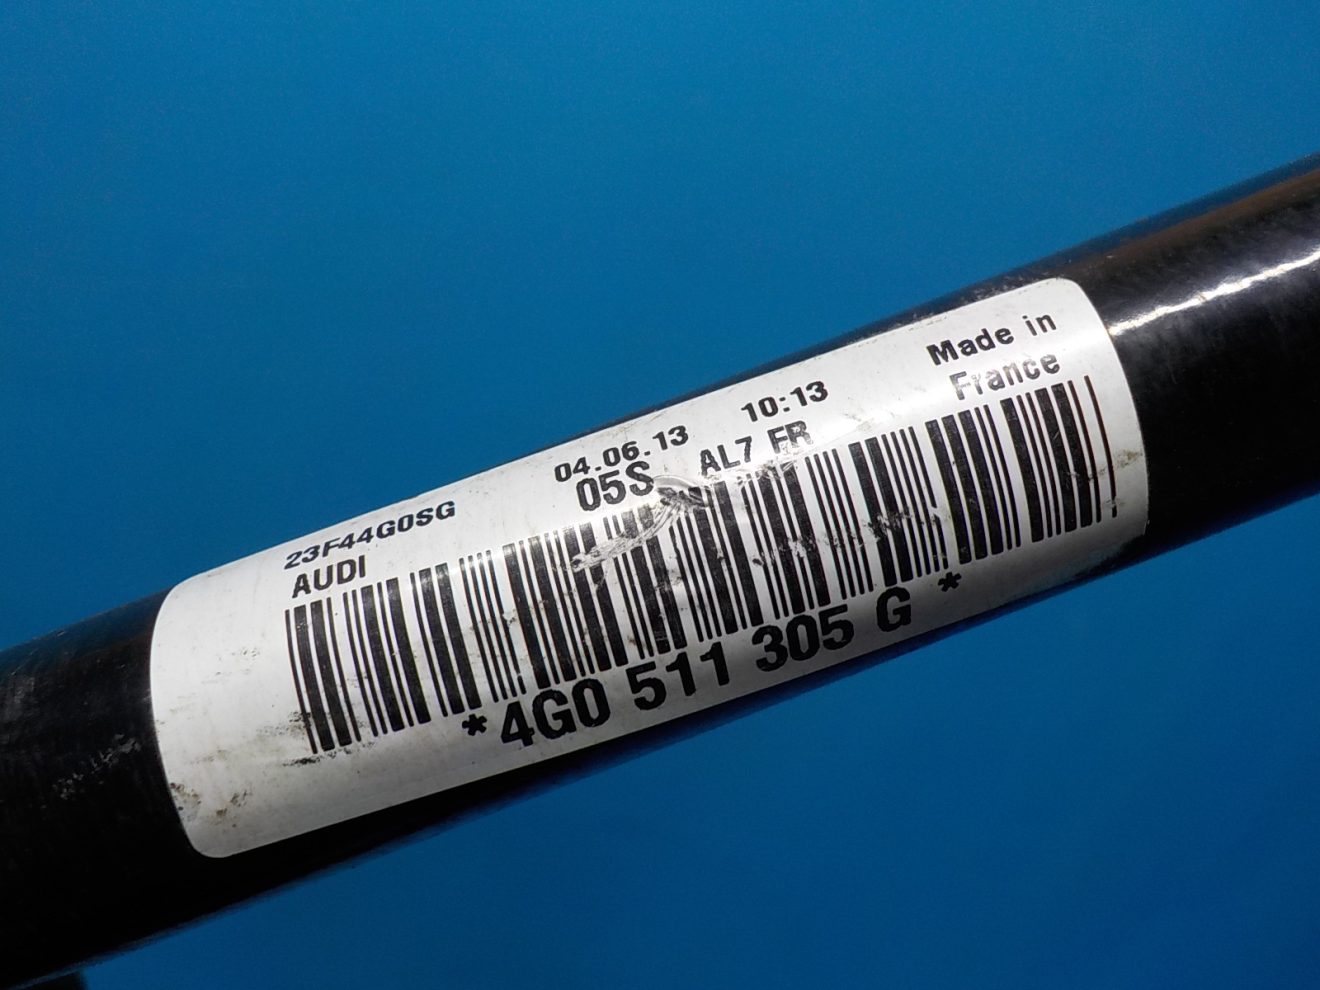 23F44G0SG 04.06.13 10:13 Made in
AUDI 05S AL7 FR France
*4G0 511 305 G *